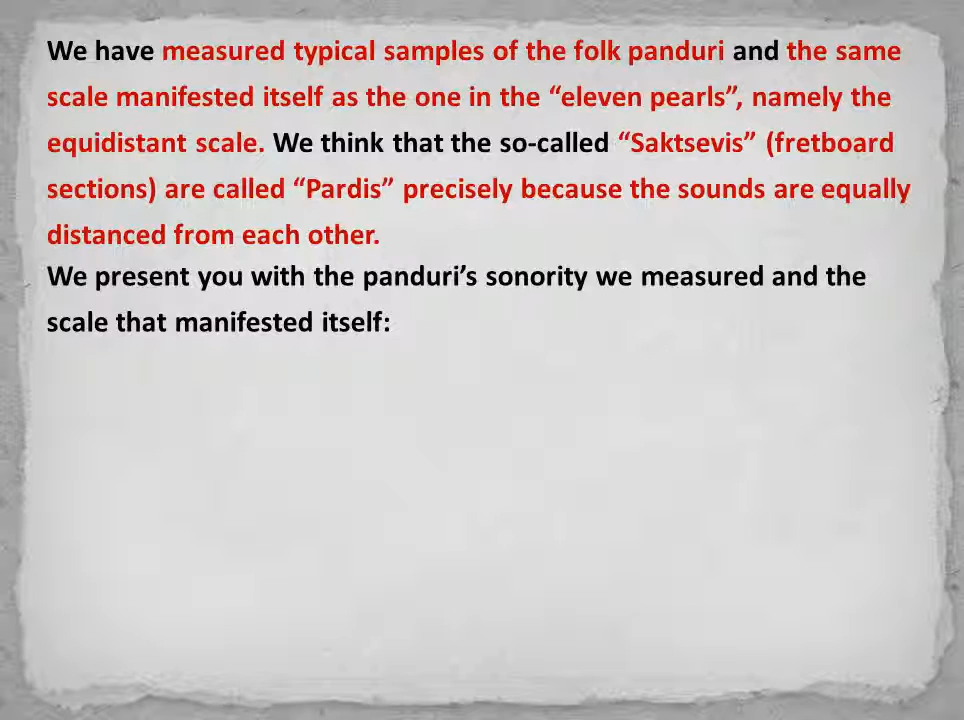 We have measured typical samples of the folk panduri and the same
scale manifested itself as the one in the “eleven pearls”, namely the
equidistant scale. We think that the so-called “Saktsevis” (fretboard
sections) are called “Pardis” precisely because the sounds are equally
distanced from each other.
We present you with the panduri’s sonority we measured and the
scale that manifested itself: